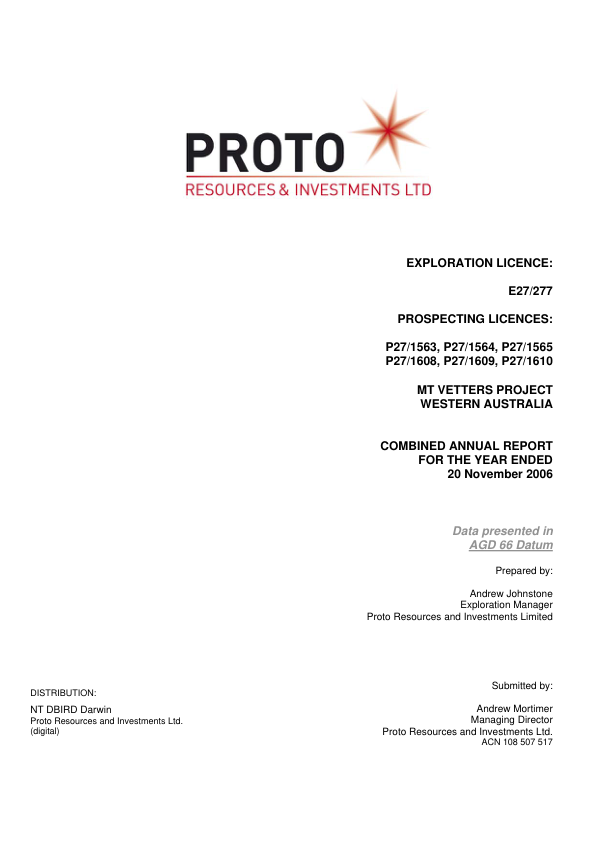 PROTO
RESOURCES & INVESTMENTS LTD
EXPLORATION LICENCE:
E27/277
PROSPECTING LICENCES:
P27/1563, P27/1564, P27/1565
P27/1608, P27/1609, P27/1610
MT VETTERS PROJECT
WESTERN AUSTRALIA
COMBINED ANNUAL REPORT
FOR THE YEAR ENDED
20 November 2006
Data presented in
AGD 66 Datum
Prepared by:
Andrew Johnstone
Exploration Manager
Proto Resources and Investments Limited
DISTRIBUTION:
NT DBIRD Darwin
Proto Resources and Investments Ltd.
(digital)
Submitted by:
Andrew Mortimer
Managing Director
Proto Resources and Investments Ltd.
ACN 108 507 517